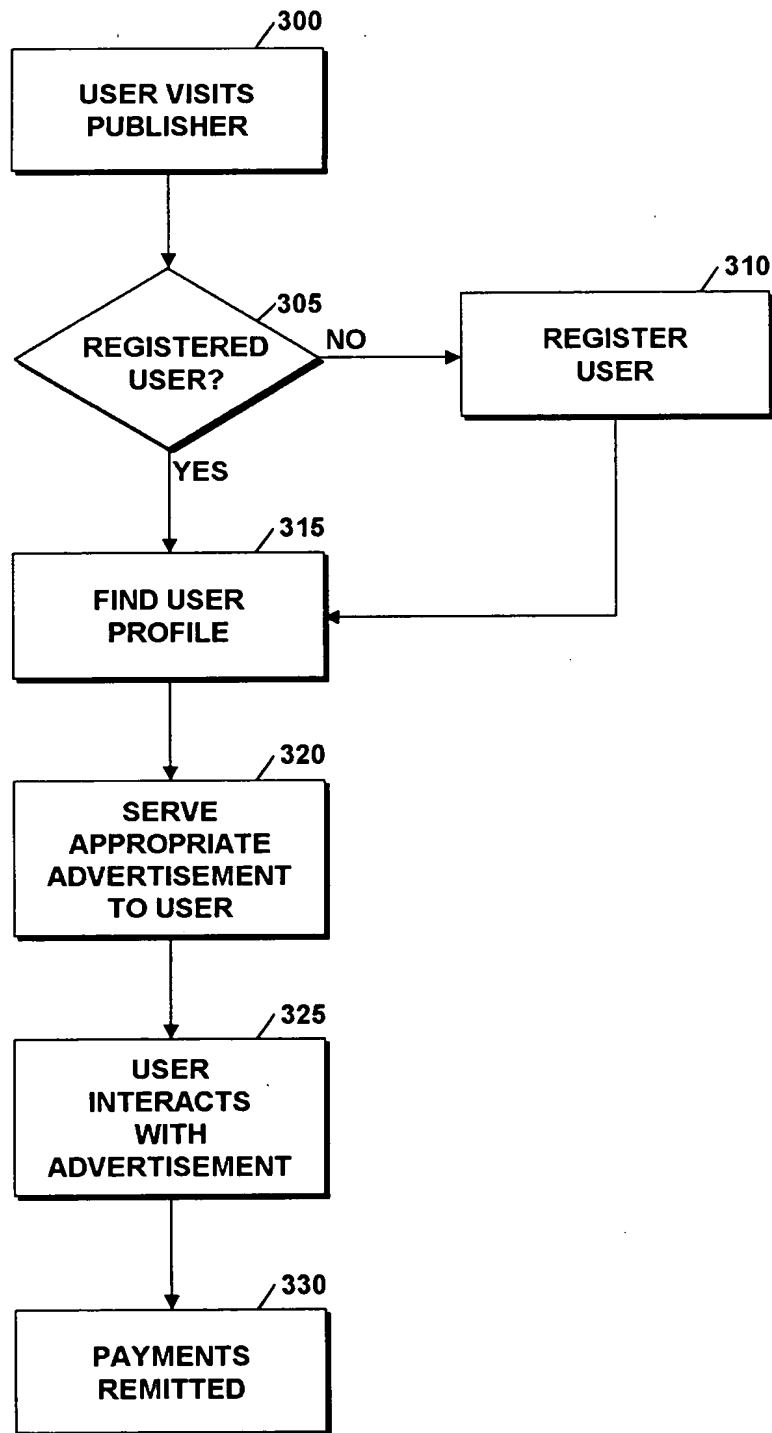 300
USER VISITS
PUBLISHER
305
REGISTERED
USER?
NO
310
REGISTER
USER
YES
315
FIND USER
PROFILE
320
SERVE
APPROPRIATE
ADVERTISEMENT
TO USER
325
USER
INTERACTS
WITH
ADVERTISEMENT
330
PAYMENTS
REMITTED